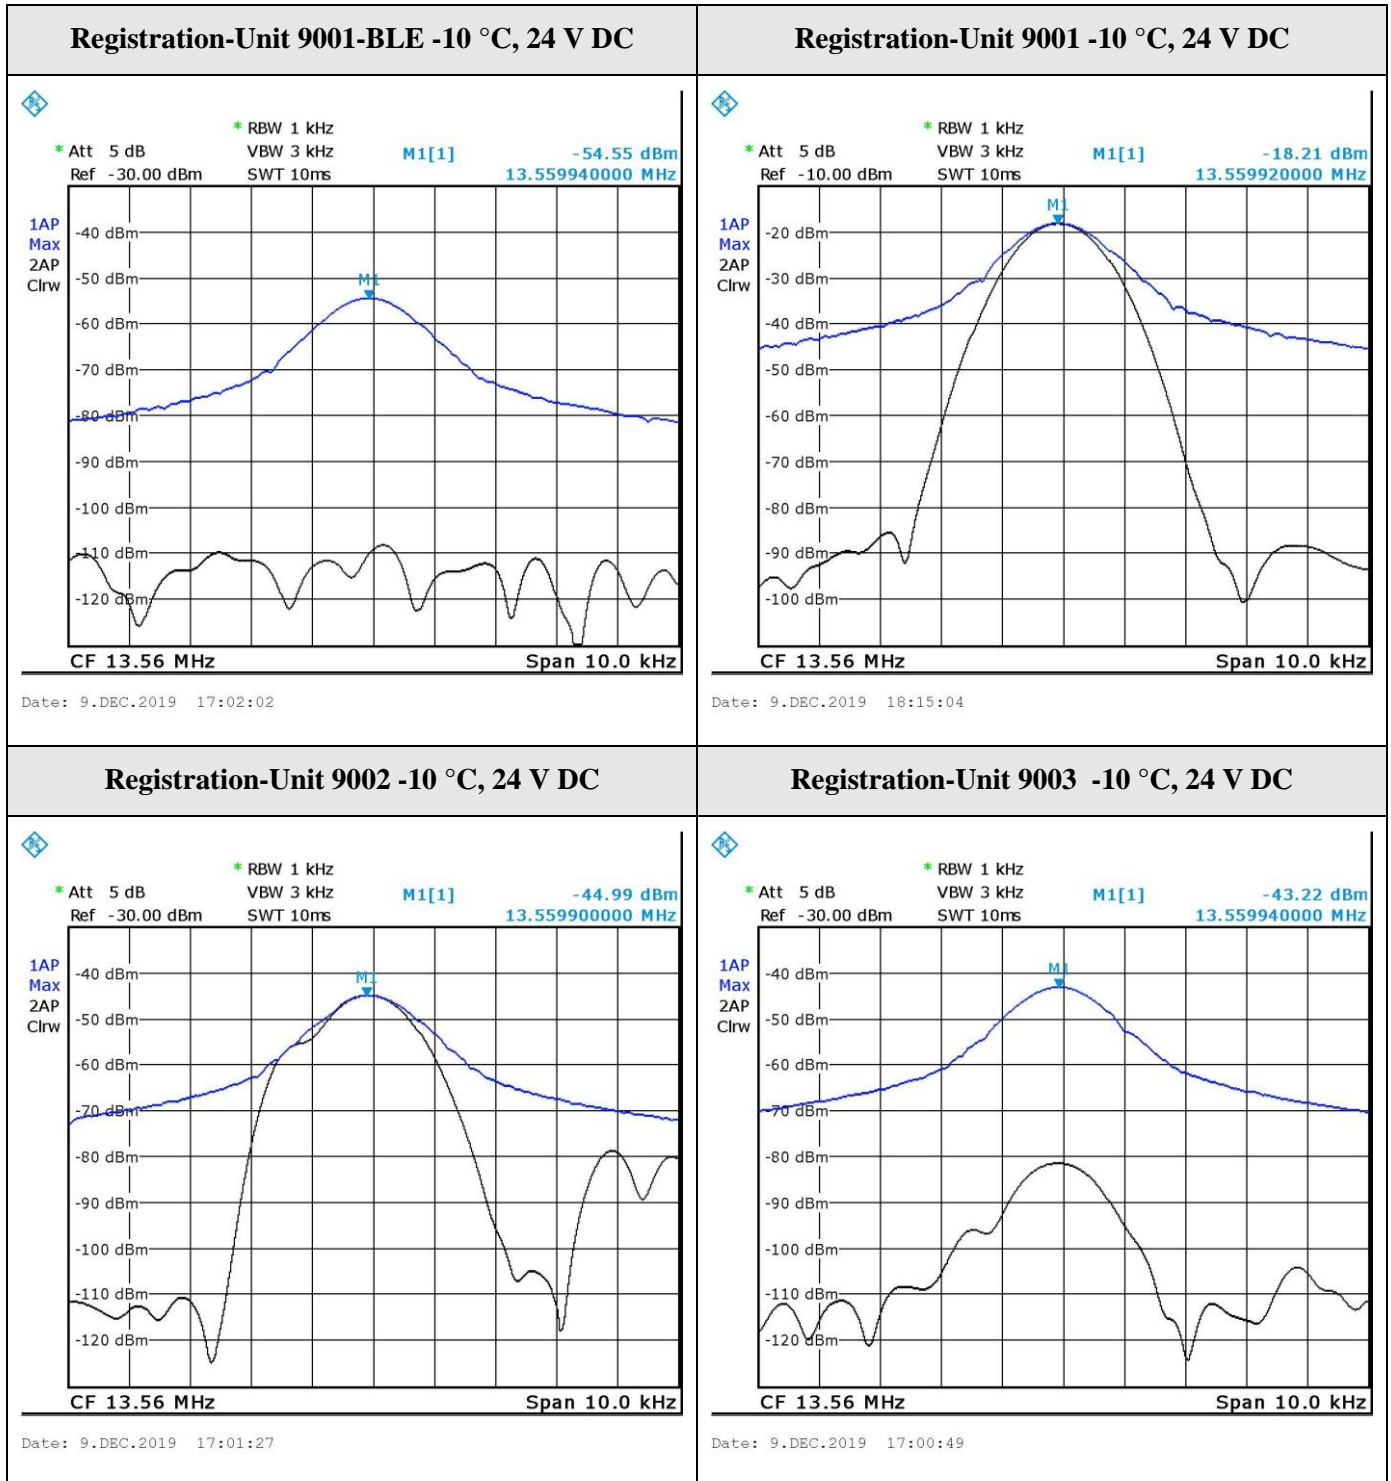 Registration-Unit 9001-BLE -10 °C, 24 V DC
* RBW 1 kHz
* Att 5 dB VBW 3 kHz M1[1] -54.55 dBm
Ref -30.00 dBm SWT 10ms 13.559940000 MHz
1AP
Max
2AP
Clrw
M1
-40 dBm
-50 dBm
-60 dBm
-70 dBm
-80 dBm
-90 dBm
-100 dBm
-110 dBm
-120 dBm
CF 13.56 MHz Span 10.0 kHz
Date: 9.DEC.2019 17:02:02
Registration-Unit 9001 -10 °C, 24 V DC
* RBW 1 kHz
* Att 5 dB VBW 3 kHz M1[1] -18.21 dBm
Ref -10.00 dBm SWT 10ms 13.559920000 MHz
1AP
Max
2AP
Clrw
M1
-20 dBm
-30 dBm
-40 dBm
-50 dBm
-60 dBm
-70 dBm
-80 dBm
-90 dBm
-100 dBm
CF 13.56 MHz Span 10.0 kHz
Date: 9.DEC.2019 18:15:04
Registration-Unit 9002 -10 °C, 24 V DC
* RBW 1 kHz
* Att 5 dB VBW 3 kHz M1[1] -44.99 dBm
Ref -30.00 dBm SWT 10ms 13.559900000 MHz
1AP
Max
2AP
Clrw
M1
-40 dBm
-50 dBm
-60 dBm
-70 dBm
-80 dBm
-90 dBm
-100 dBm
-110 dBm
-120 dBm
CF 13.56 MHz Span 10.0 kHz
Date: 9.DEC.2019 17:01:27
Registration-Unit 9003 -10 °C, 24 V DC
* RBW 1 kHz
* Att 5 dB VBW 3 kHz M1[1] -43.22 dBm
Ref -30.00 dBm SWT 10ms 13.559940000 MHz
1AP
Max
2AP
Clrw
M1
-40 dBm
-50 dBm
-60 dBm
-70 dBm
-80 dBm
-90 dBm
-100 dBm
-110 dBm
-120 dBm
CF 13.56 MHz Span 10.0 kHz
Date: 9.DEC.2019 17:00:49